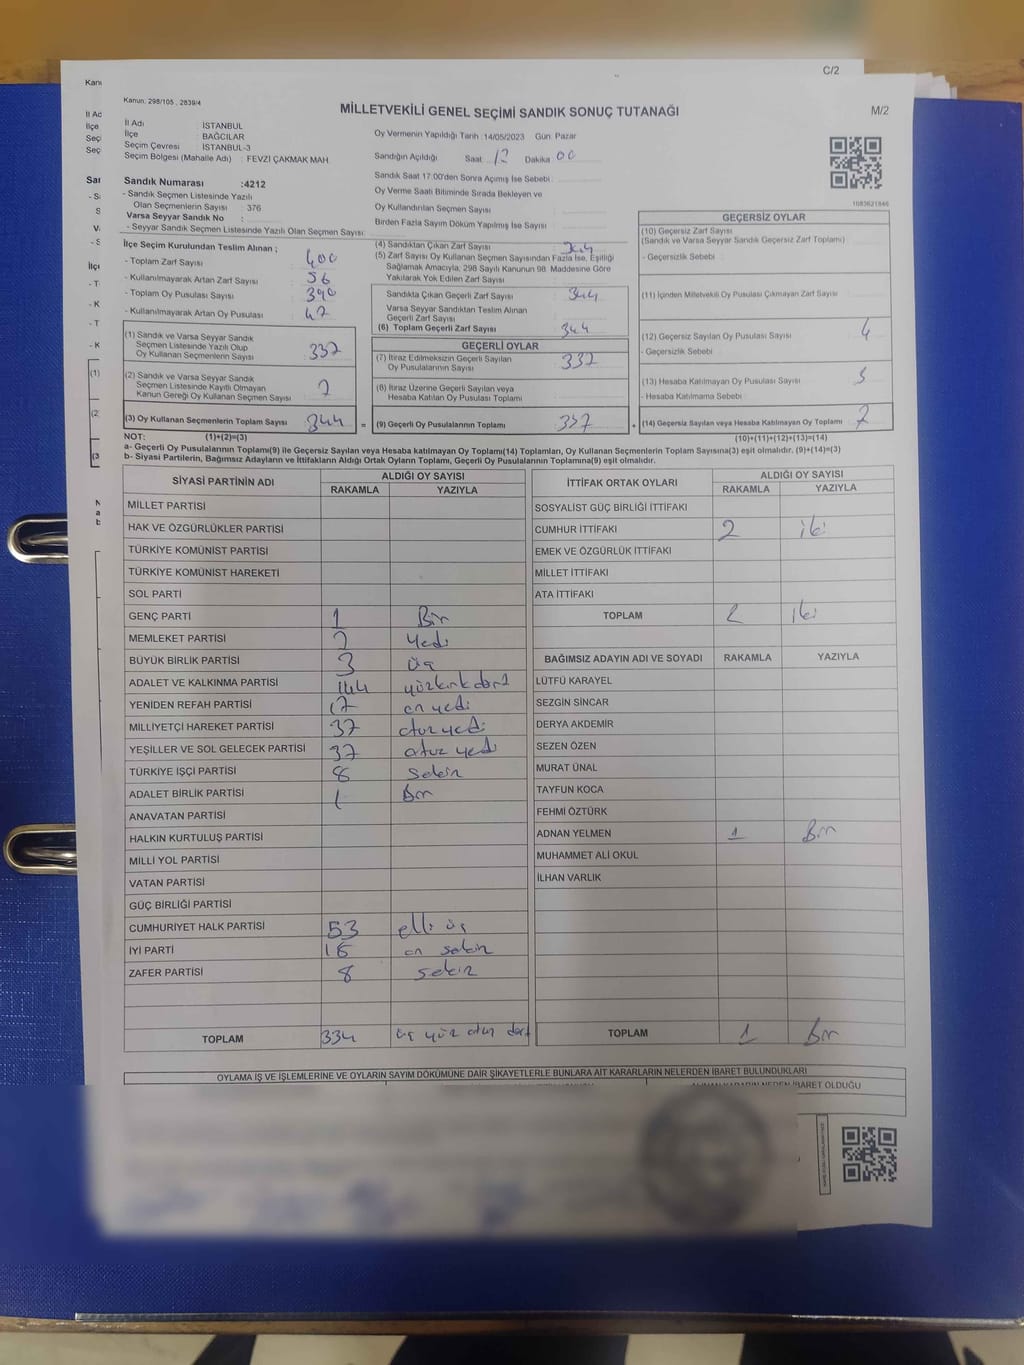 C/2
Kanun: 298/105 , 2839/4
MİLLETVEKİLİ GENEL SEÇİMİ SANDIK SONUÇ TUTANAĞI
M/2
İl Adı : İSTANBUL
İlçe : BAĞCILAR
Seçim Çevresi : İSTANBUL-3
Seçim Bölgesi (Mahalle Adı) : FEVZİ ÇAKMAK MAH.
Oy Vermenin Yapıldığı Tarih :14/05/2023 Gün: Pazar
Sandığın Açıldığı Saat 12 Dakika 00
Sandık Saat 17:00'den Sonra Açmış İse Sebebi :
Oy Verme Saati Bitiminde Sırada Bekleyen ve
Oy Kullandırılan Seçmen Sayısı
Birden Fazla Sayım Döküm Yapılmış İse Sayısı
Sandık Numarası :4212
- Sandık Seçmen Listesinde Yazılı
Olan Seçmenlerin Sayısı : 376
Varsa Seyyar Sandık No :
- Seyyar Sandık Seçmen Listesinde Yazılı Olan Seçmen Sayısı:
1083621846
İlçe Seçim Kurulundan Teslim Alınan ;
- Toplam Zarf Sayısı : 400
- Kullanılmayarak Artan Zarf Sayısı : 56
- Toplam Oy Pusulası Sayısı : 390
- Kullanılmayarak Artan Oy Pusulası : 47
(1) Sandık ve Varsa Seyyar Sandık
Seçmen Listesinde Yazılı Olup
Oy Kullanan Seçmenlerin Sayısı : 337
(2) Sandık ve Varsa Seyyar Sandık
Seçmen Listesinde Kayıtlı Olmayan
Kanun Gereği Oy Kullanan Seçmen Sayısı : 7
(3) Oy Kullanan Seçmenlerin Toplam Sayısı : 344
(4) Sandıktan Çıkan Zarf Sayısı : 344
(5) Zarf Sayısı Oy Kullanan Seçmen Sayısından Fazla İse, Eşitliği
Sağlamak Amacıyla, 298 Sayılı Kanunun 98. Maddesine Göre
Yakılarak Yok Edilen Zarf Sayısı :
Sandıkta Çıkan Geçerli Zarf Sayısı : 344
Varsa Seyyar Sandıktan Teslim Alınan
Geçerli Zarf Sayısı
(6) Toplam Geçerli Zarf Sayısı : 344
GEÇERLİ OYLAR
(7) İtiraz Edilmeksizin Geçerli Sayılan
Oy Pusulalarının Sayısı : 337
(8) İtiraz Üzerine Geçerli Sayılan veya
Hesaba Katılan Oy Pusulası Toplamı
= (9) Geçerli Oy Pusulalarının Toplamı : 337
GEÇERSİZ OYLAR
(10) Geçersiz Zarf Sayısı
(Sandık ve Varsa Seyyar Sandık Geçersiz Zarf Toplamı)
- Geçersizlik Sebebi :
(11) İçinden Milletvekili Oy Pusulası Çıkmayan Zarf Sayısı :
(12) Geçersiz Sayılan Oy Pusulası Sayısı : 4
- Geçersizlik Sebebi :
(13) Hesaba Katılmayan Oy Pusulası Sayısı : 3
- Hesaba Katılmama Sebebi :
+ (14) Geçersiz Sayılan veya Hesaba Katılmayan Oy Toplamı : 7
NOT: (1)+(2)=(3) (10)+(11)+(12)+(13)=(14)
a- Geçerli Oy Pusulalarının Toplamı(9) ile Geçersiz Sayılan veya Hesaba katılmayan Oy Toplamı(14) Toplamları, Oy Kullanan Seçmenlerin Toplam Sayısına(3) eşit olmalıdır. (9)+(14)=(3)
b- Siyasi Partilerin, Bağımsız Adayların ve İttifakların Aldığı Ortak Oyların Toplamı, Geçerli Oy Pusulalarının Toplamına(9) eşit olmalıdır.
SİYASİ PARTİNİN ADI ALDIĞI OY SAYISI
RAKAMLA YAZIYLA
MİLLET PARTİSİ
HAK VE ÖZGÜRLÜKLER PARTİSİ
TÜRKİYE KOMÜNİST PARTİSİ
TÜRKİYE KOMÜNİST HAREKETİ
SOL PARTİ
GENÇ PARTİ 1 Bir
MEMLEKET PARTİSİ 7 Yedi
BÜYÜK BİRLİK PARTİSİ 3 üç
ADALET VE KALKINMA PARTİSİ 144 yüzkırkdört
YENİDEN REFAH PARTİSİ 17 on yedi
MİLLİYETÇİ HAREKET PARTİSİ 37 otuz yedi
YEŞİLLER VE SOL GELECEK PARTİSİ 37 otuz yedi
TÜRKİYE İŞÇİ PARTİSİ 8 Sekiz
ADALET BİRLİK PARTİSİ 1 Bir
ANAVATAN PARTİSİ
HALKIN KURTULUŞ PARTİSİ
MİLLİ YOL PARTİSİ
VATAN PARTİSİ
GÜÇ BİRLİĞİ PARTİSİ
CUMHURİYET HALK PARTİSİ 53 elli üç
İYİ PARTİ 18 on sekiz
ZAFER PARTİSİ 8 sekiz
TOPLAM 334 üç yüz otuz dört
İTTİFAK ORTAK OYLARI ALDIĞI OY SAYISI
RAKAMLA YAZIYLA
SOSYALİST GÜÇ BİRLİĞİ İTTİFAKI
CUMHUR İTTİFAKI 2 iki
EMEK VE ÖZGÜRLÜK İTTİFAKI
MİLLET İTTİFAKI
ATA İTTİFAKI
TOPLAM 2 iki
BAĞIMSIZ ADAYIN ADI VE SOYADI RAKAMLA YAZIYLA
LÜTFÜ KARAYEL
SEZGİN SİNCAR
DERYA AKDEMİR
SEZEN ÖZEN
MURAT ÜNAL
TAYFUN KOCA
FEHMİ ÖZTÜRK
ADNAN YELMEN 1 Bir
MUHAMMET ALİ OKUL
İLHAN VARLIK
TOPLAM 1 Bir
OYLAMA İŞ VE İŞLEMLERİNE VE OYLARIN SAYIM DÖKÜMÜNE DAİR ŞİKAYETLERLE BUNLARA AİT KARARLARIN NELERDEN İBARET BULUNDUKLARI
NEDEN İBARET OLDUĞU